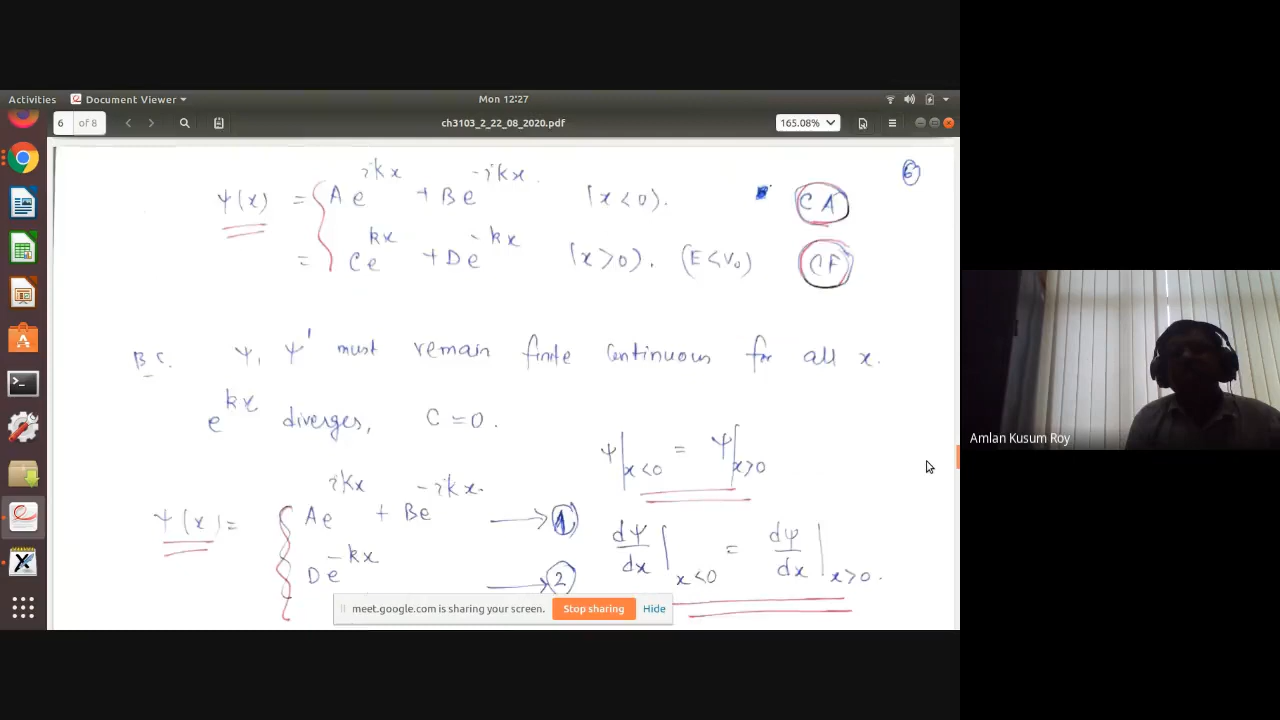 Activities Document Viewer Mon 12:27
6 of 8 ch3103_2_22_08_2020.pdf 165.08%
6
Ψ(x) = { Ae^{ikx} + Be^{-ikx}. (x<0). CA
= Ce^{kx} + De^{-kx} (x>0). (E<V₀) CF
B.C. Ψ, Ψ' must remain finite continuous for all x.
e^{kx} diverges, C=0.
Ψ|_{x<0} = Ψ|_{x>0}
Ψ(x) = { Ae^{ikx} + Be^{-ikx}. → 1
De^{-kx} → 2
dΨ/dx|_{x<0} = dΨ/dx|_{x>0}.
meet.google.com is sharing your screen. Stop sharing Hide
Amlan Kusum Roy